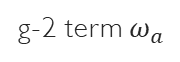 g-2 term ωₐ